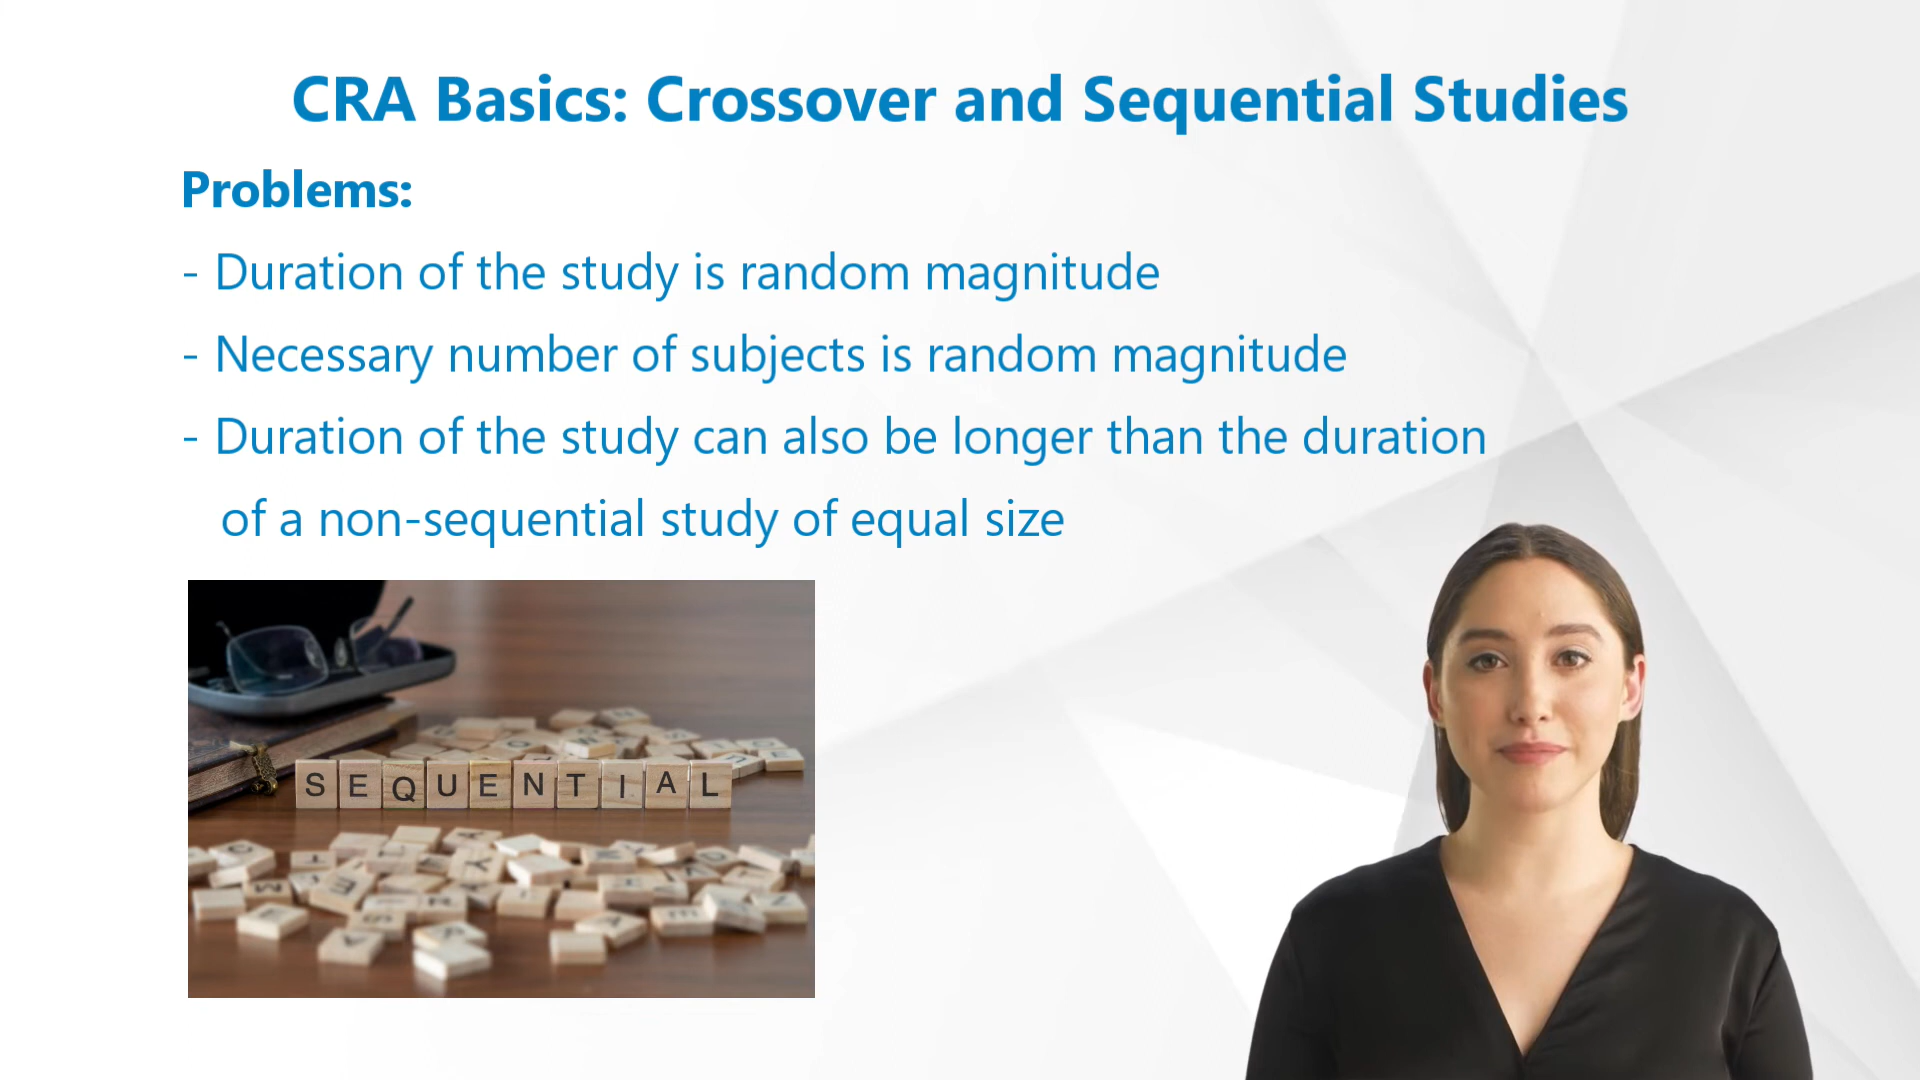 CRA Basics: Crossover and Sequential Studies
Problems:
- Duration of the study is random magnitude
- Necessary number of subjects is random magnitude
- Duration of the study can also be longer than the duration
of a non-sequential study of equal size
SEQUENTIAL